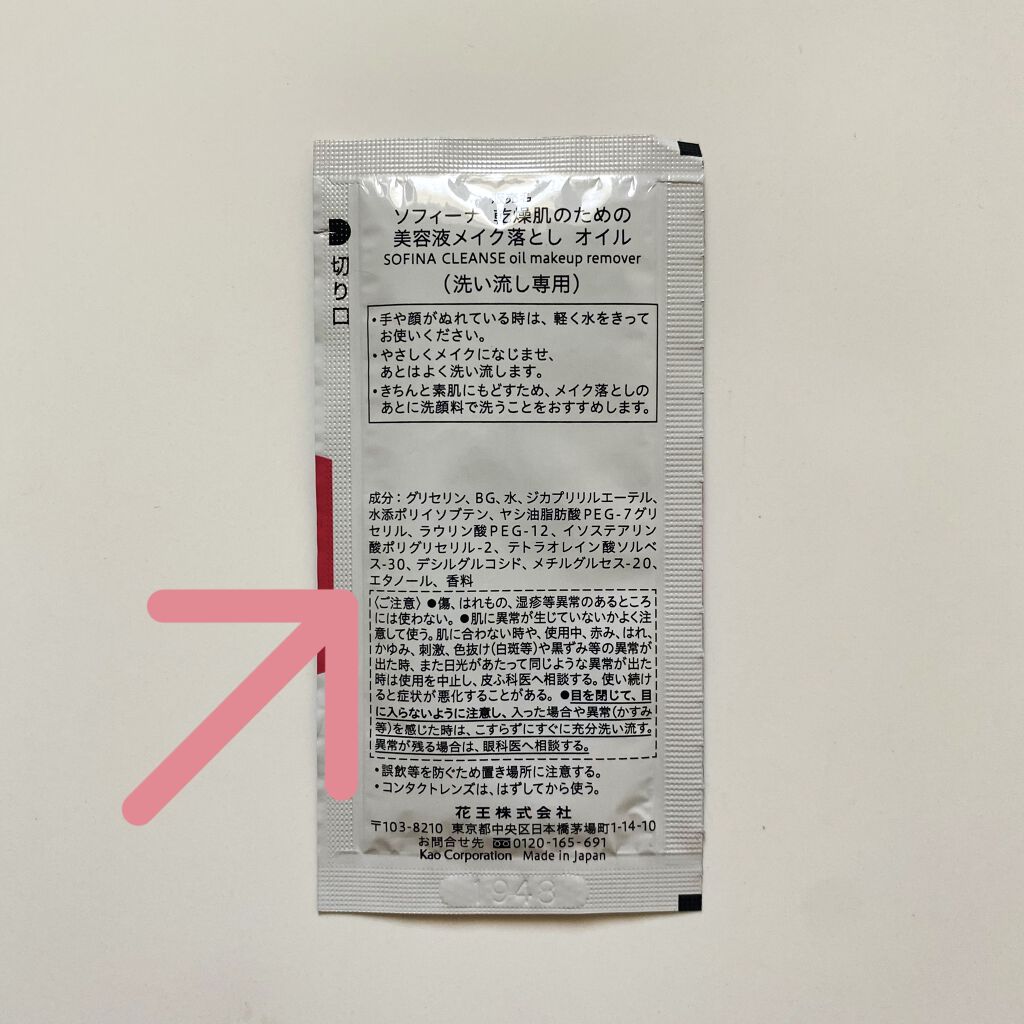 ソフィーナ 乾燥肌のための
美容液メイク落とし オイル
SOFINA CLEANSE oil makeup remover
（洗い流し専用）
切り口
・手や顔がぬれている時は、軽く水をきって
お使いください。
・やさしくメイクになじませ、
あとはよく洗い流します。
・きちんと素肌にもどすため、メイク落としの
あとに洗顔料で洗うことをおすすめします。
成分：グリセリン、BG、水、ジカプリリルエーテル、
水添ポリイソブテン、ヤシ油脂肪酸PEG-7グリ
セリル、ラウリン酸PEG-12、イソステアリン
酸ポリグリセリル-2、テトラオレイン酸ソルベ
ス-30、デシルグルコシド、メチルグルセス-20、
エタノール、香料
〈ご注意〉●傷、はれもの、湿疹等異常のあるところ
には使わない。●肌に異常が生じていないかよく注
意して使う。肌に合わない時や、使用中、赤み、はれ、
かゆみ、刺激、色抜け(白斑等)や黒ずみ等の異常が
出た時、また日光があたって同じような異常が出た
時は使用を中止し、皮ふ科医へ相談する。使い続け
ると症状が悪化することがある。●目を閉じて、目
に入らないように注意し、入った場合や異常(かすみ
等)を感じた時は、こすらずにすぐに充分洗い流す。
異常が残る場合は、眼科医へ相談する。
・誤飲等を防ぐため置き場所に注意する。
・コンタクトレンズは、はずしてから使う。
花王株式会社
〒103-8210 東京都中央区日本橋茅場町1-14-10
お問合せ先 0120-165-691
Kao Corporation Made in Japan
1943